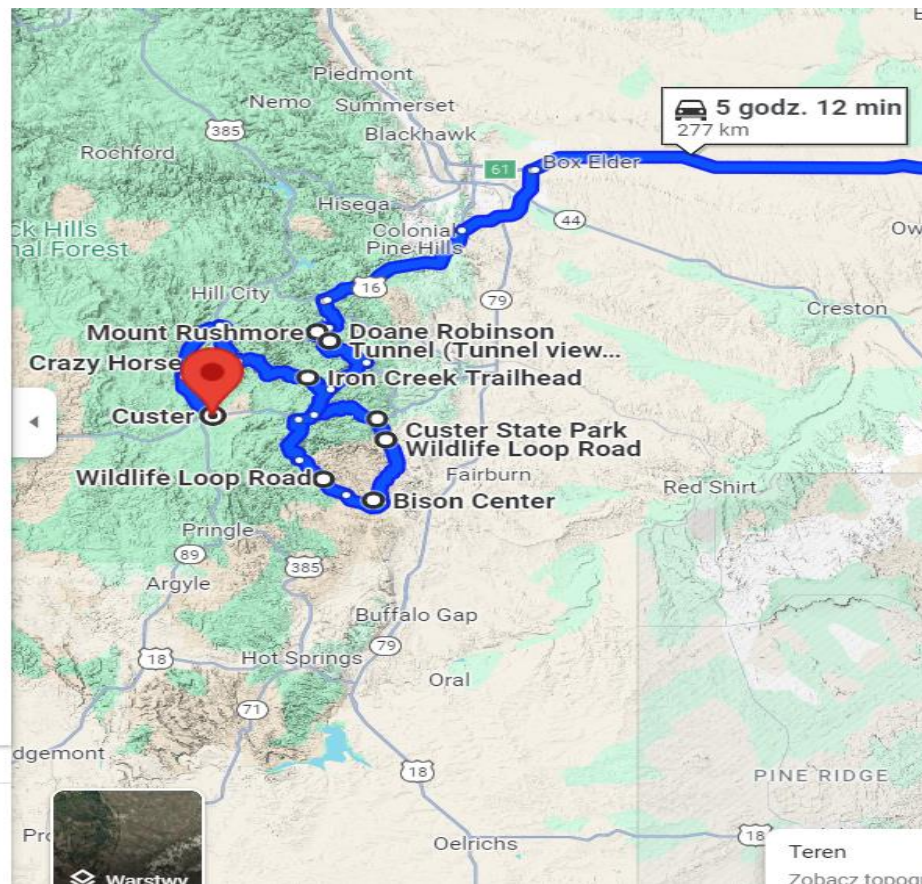 Piedmont
Nemo
Summerset
385
Blackhawk
Rochford
5 godz. 12 min
277 km
61
Box Elder
Hisega
44
Colonial
Pine Hills
ck Hills
nal Forest
Ow
16
Hill City
79
Creston
Mount Rushmore
Doane Robinson
Tunnel (Tunnel view...
Crazy Horse
Iron Creek Trailhead
Custer
Custer State Park
Wildlife Loop Road
Wildlife Loop Road
Fairburn
Red Shirt
Bison Center
Pringle
89
385
Argyle
Buffalo Gap
79
18
Hot Springs
Oral
71
dgemont
18
PINE RIDGE
Pro
Oelrichs
18
Teren
Zobacz topogr
Warstwy